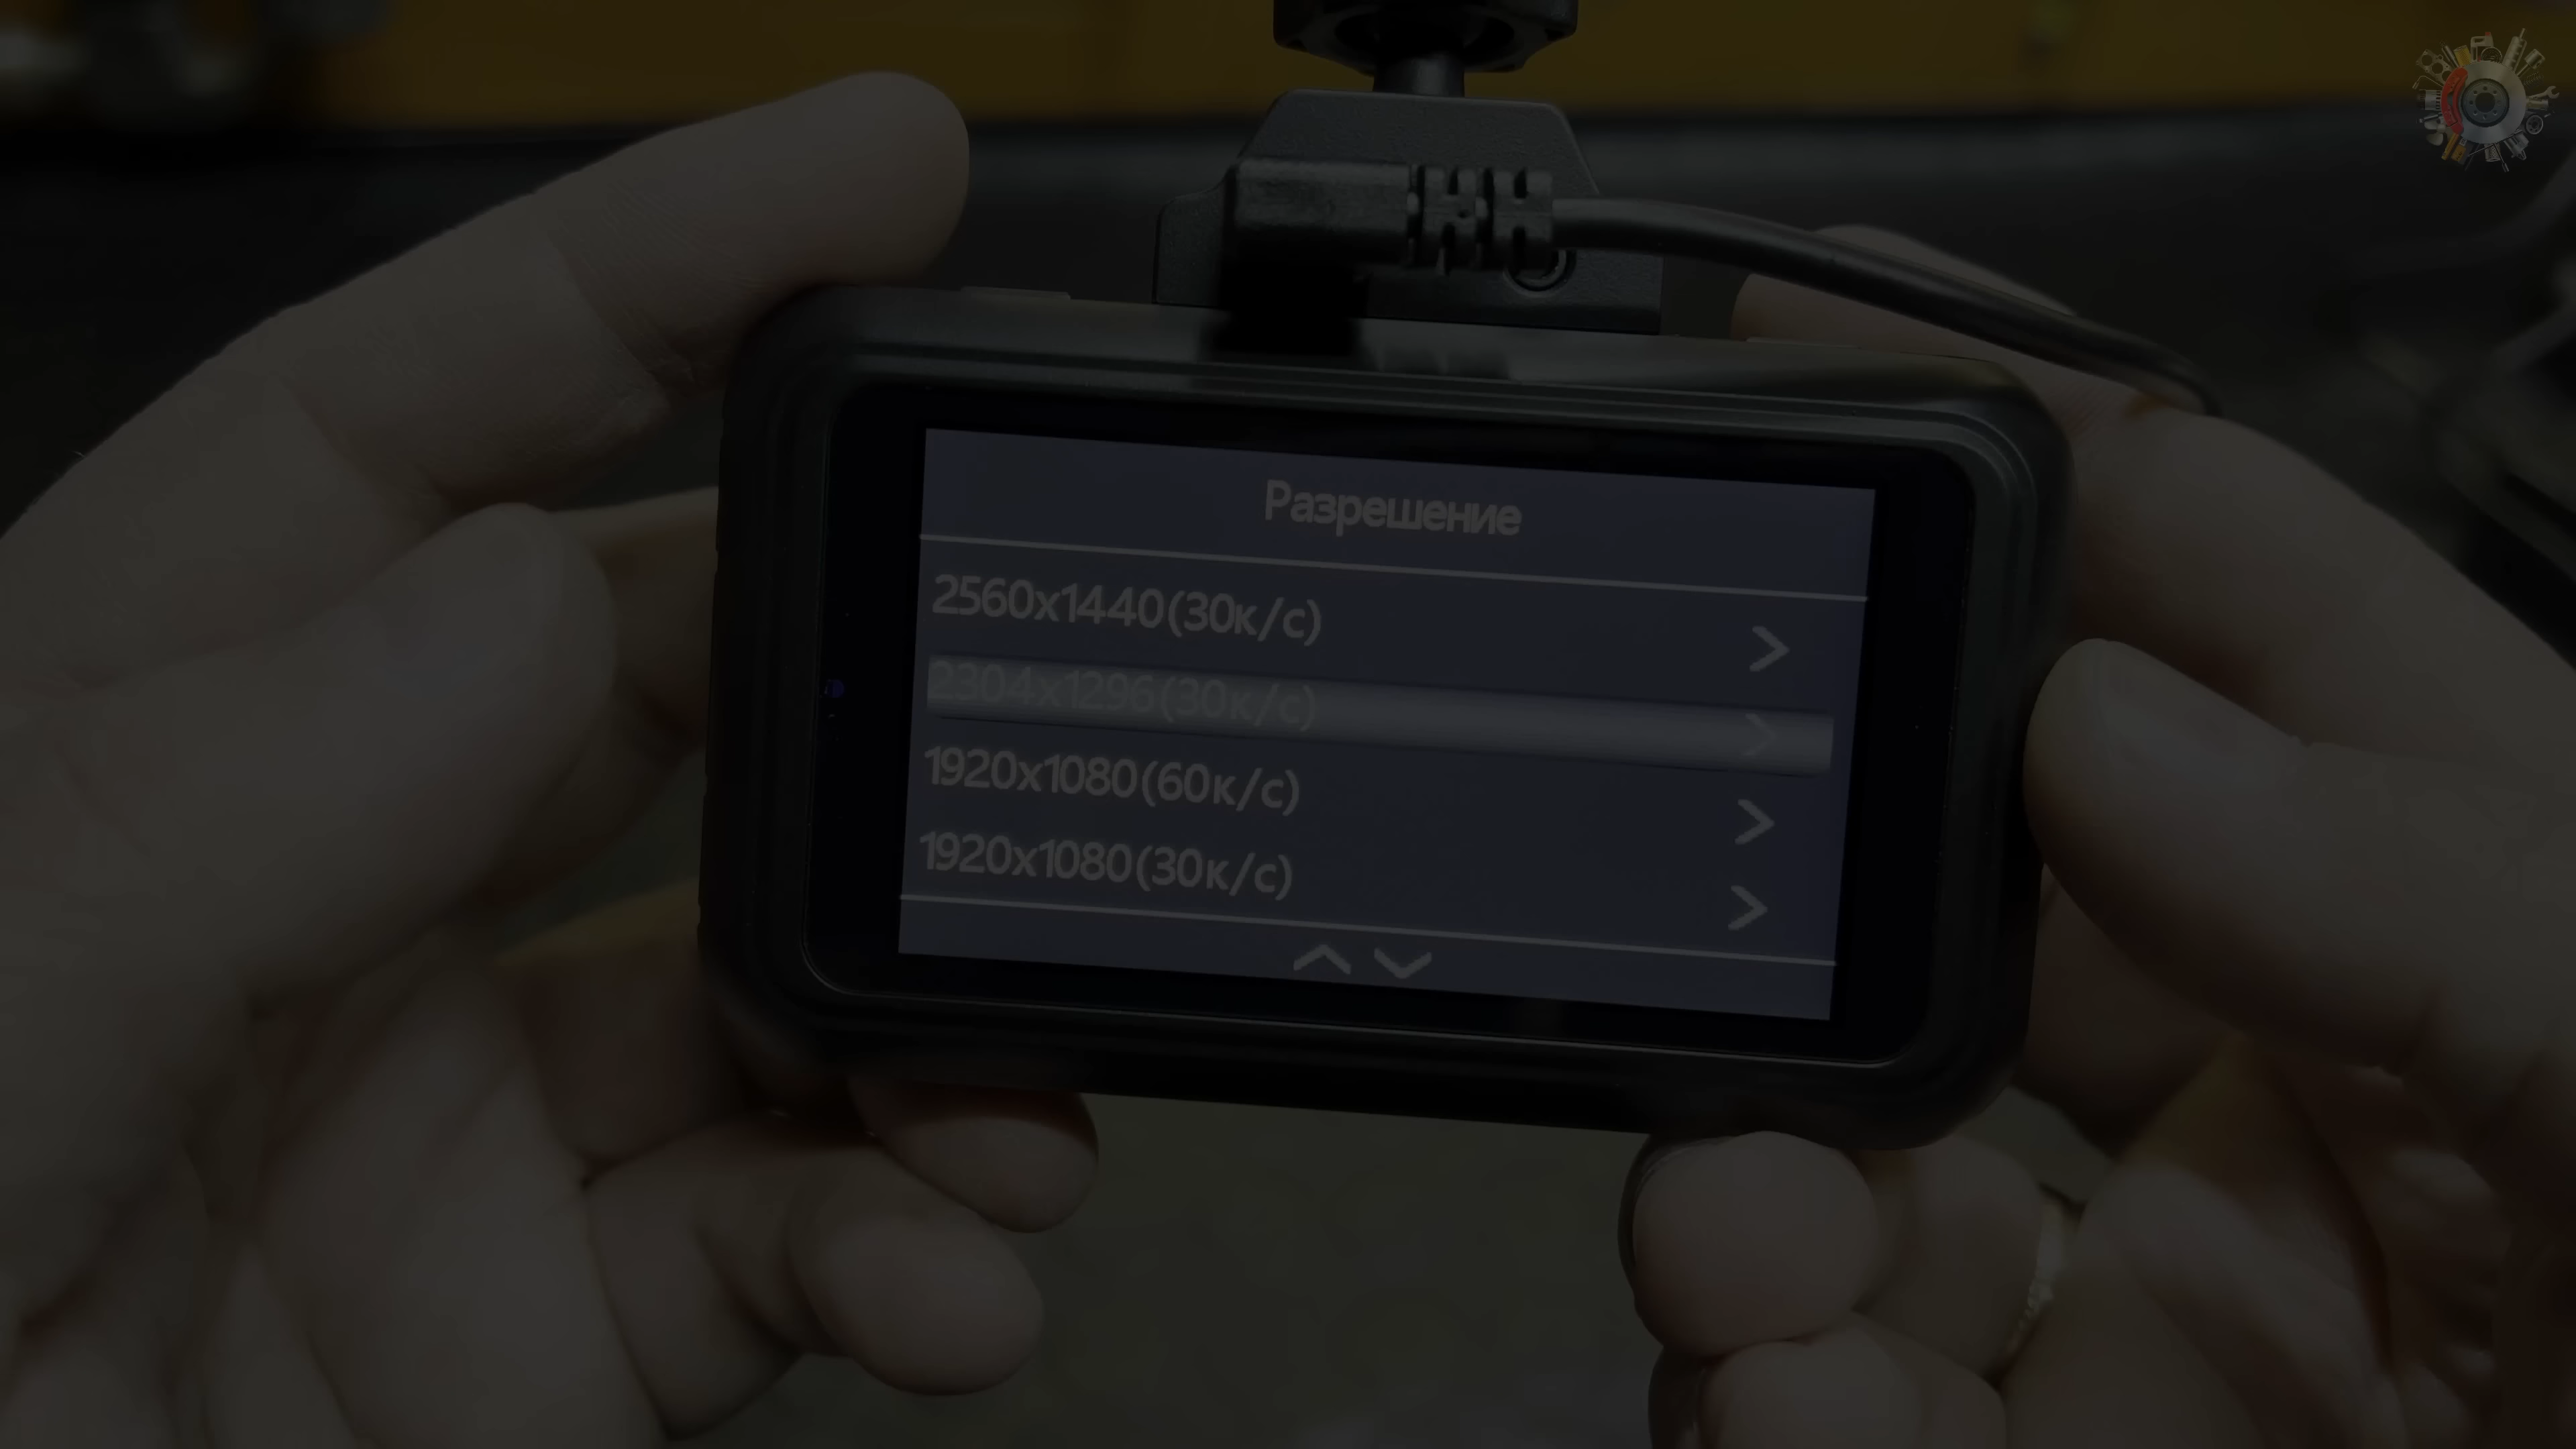 Разрешение
2560x1440(30к/с)
2304x1296(30к/с)
1920x1080(60к/с)
1920x1080(30к/с)